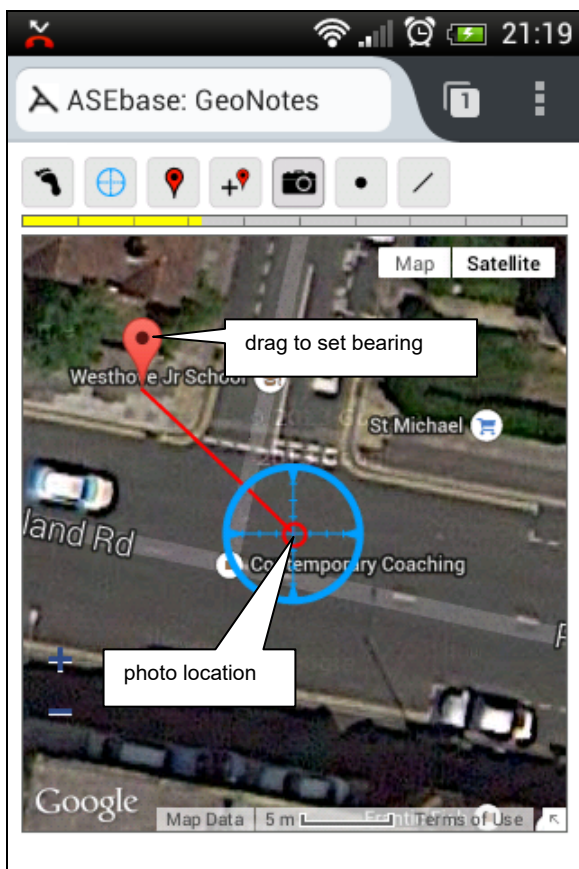 21:19
ASEbase: GeoNotes
1
Map Satellite
drag to set bearing
Westhove Jr School
St Michael
land Rd
Contemporary Coaching
photo location
Google
Map Data 5 m Terms of Use